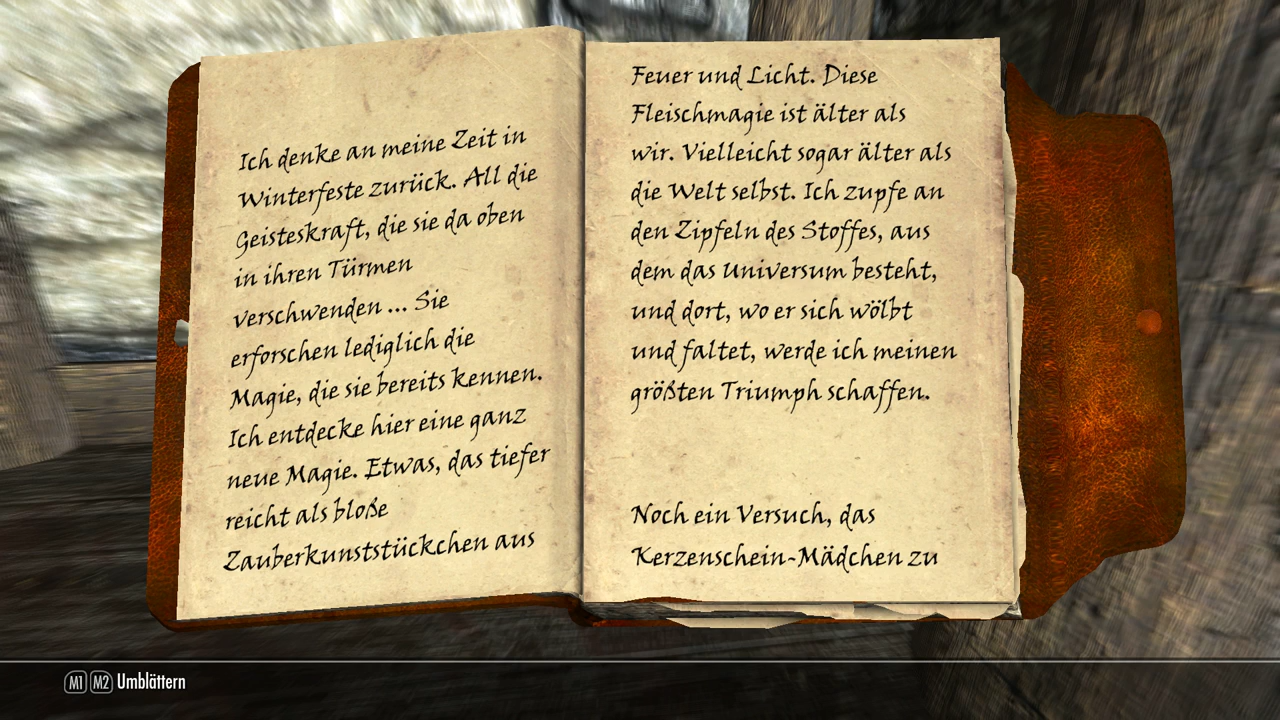 Ich denke an meine Zeit in
Winterfeste zurück. All die
Geisteskraft, die sie da oben
in ihren Türmen
verschwenden ... Sie
erforschen lediglich die
Magie, die sie bereits kennen.
Ich entdecke hier eine ganz
neue Magie. Etwas, das tiefer
reicht als bloße
Zauberkunststückchen aus
Feuer und Licht. Diese
Fleischmagie ist älter als
wir. Vielleicht sogar älter als
die Welt selbst. Ich zupfe an
den Zipfeln des Stoffes, aus
dem das Universum besteht,
und dort, wo er sich wölbt
und faltet, werde ich meinen
größten Triumph schaffen.
Noch ein Versuch, das
Kerzenschein-Mädchen zu
M1 M2 Umblättern